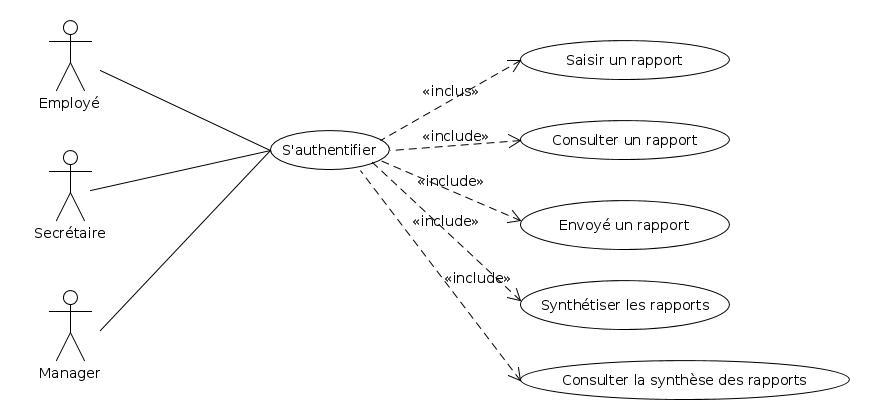 Employé
Secrétaire
Manager
S'authentifier
«inclus»
«include»
«include»
«include»
«include»
Saisir un rapport
Consulter un rapport
Envoyé un rapport
Synthétiser les rapports
Consulter la synthèse des rapports